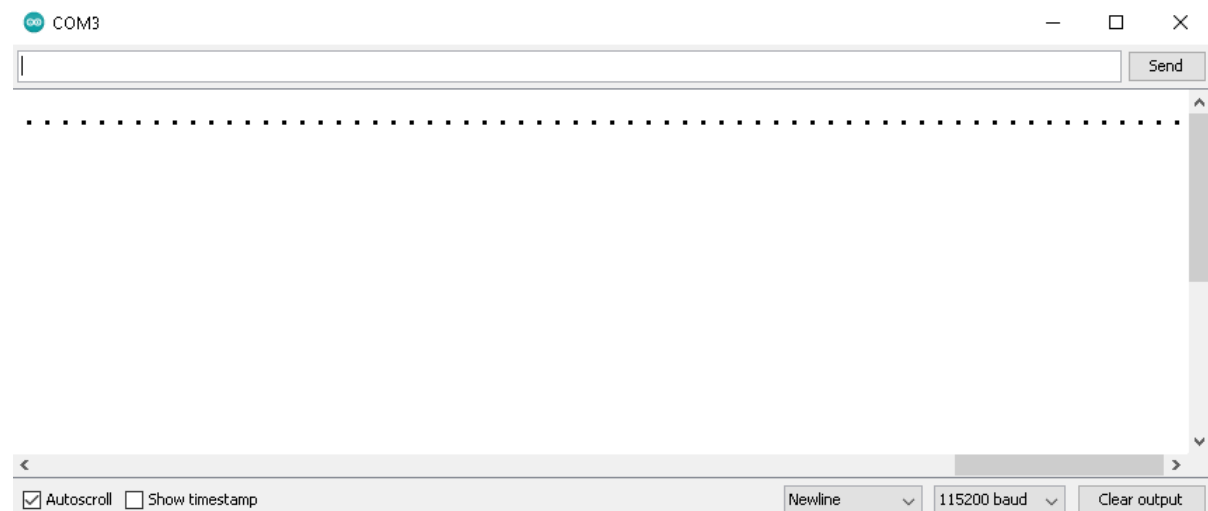 COM3
Send
................................................................
Autoscroll Show timestamp Newline 115200 baud Clear output